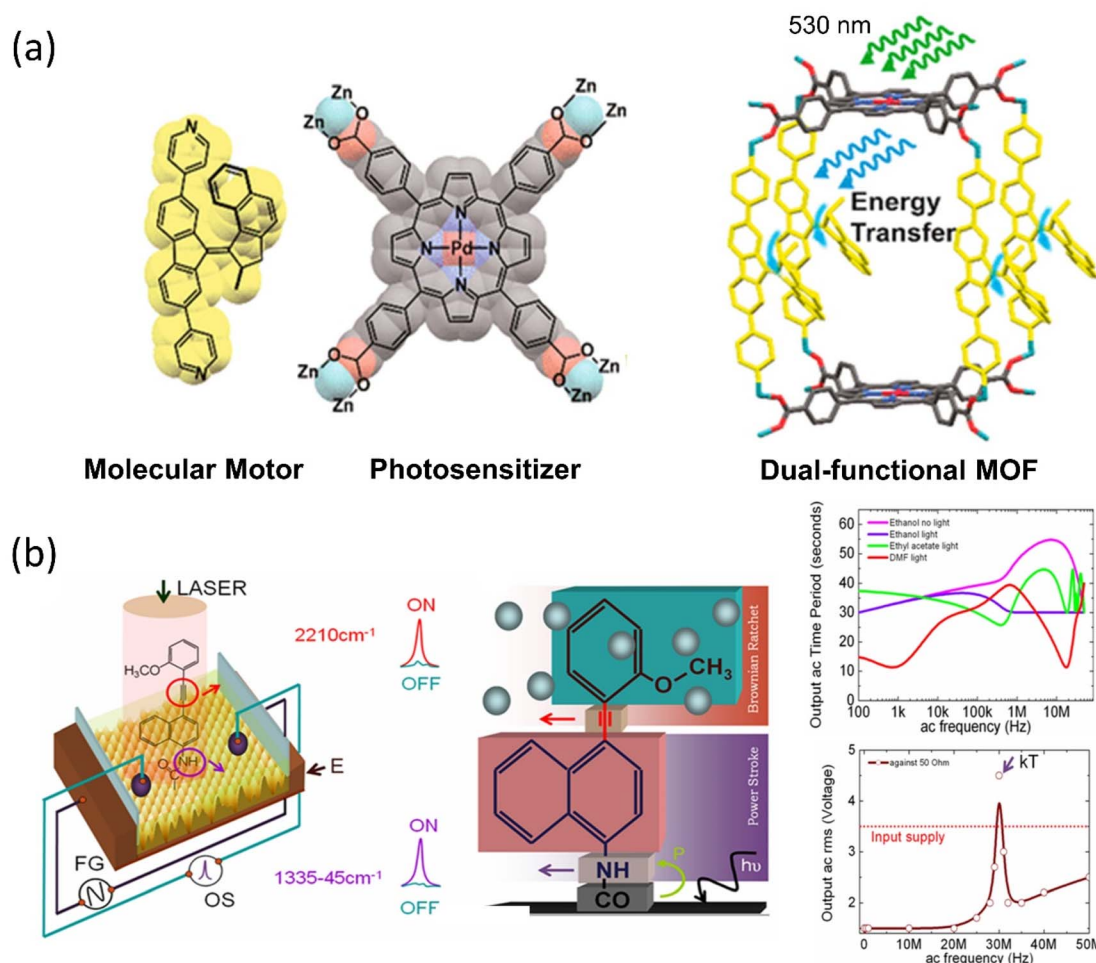 (a)
N
N
Zn
Zn
O
O
Zn
Zn
O
O
N
N
Pd
N
N
Zn
O
O
Zn
O
O
Zn
Zn
530 nm
Energy
Transfer
Molecular Motor
Photosensitizer
Dual-functional MOF
(b)
LASER
CH₃O
O
NH
E
FG
OS
2210cm⁻¹
ON
OFF
1335-45cm⁻¹
ON
OFF
O
CH₃
NH
CO
P
hυ
Brownian Ratchet
Power Stroke
Output ac Time Period (seconds)
60
50
40
30
20
10
Ethanol no light
Ethanol light
Ethyl acetate light
DMF light
100 1k 10k 100k 1M 10M
ac frequency (Hz)
Output ac rms (Voltage)
5
4
3
2
against 50 Ohm
kT
Input supply
0 10M 20M 30M 40M 50M
ac frequency (Hz)